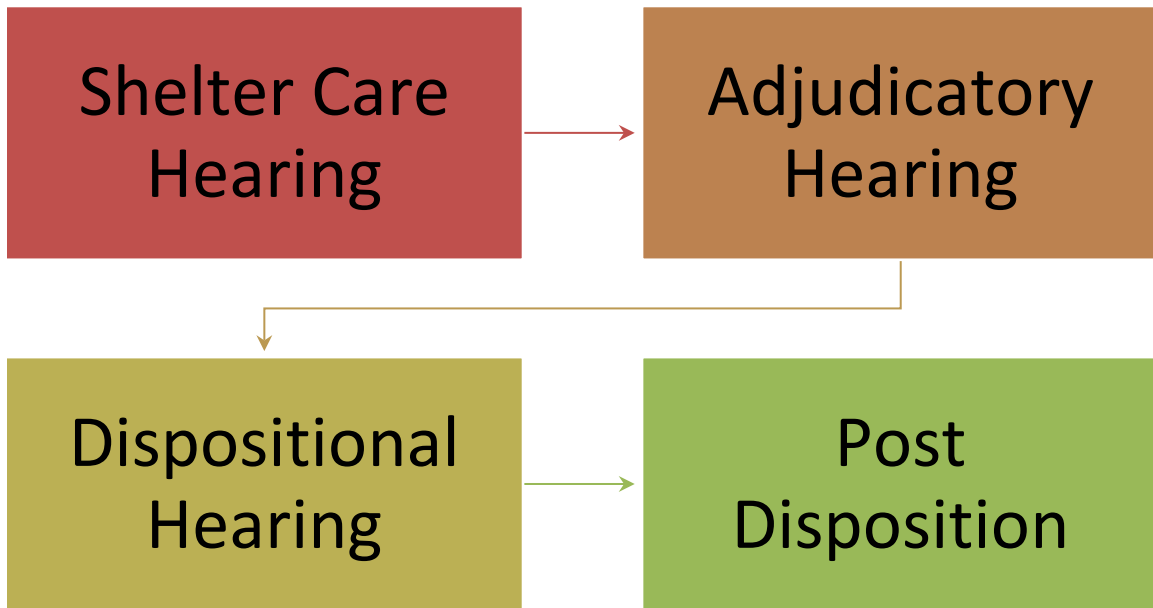 Shelter Care
Hearing
Adjudicatory
Hearing
Dispositional
Hearing
Post
Disposition